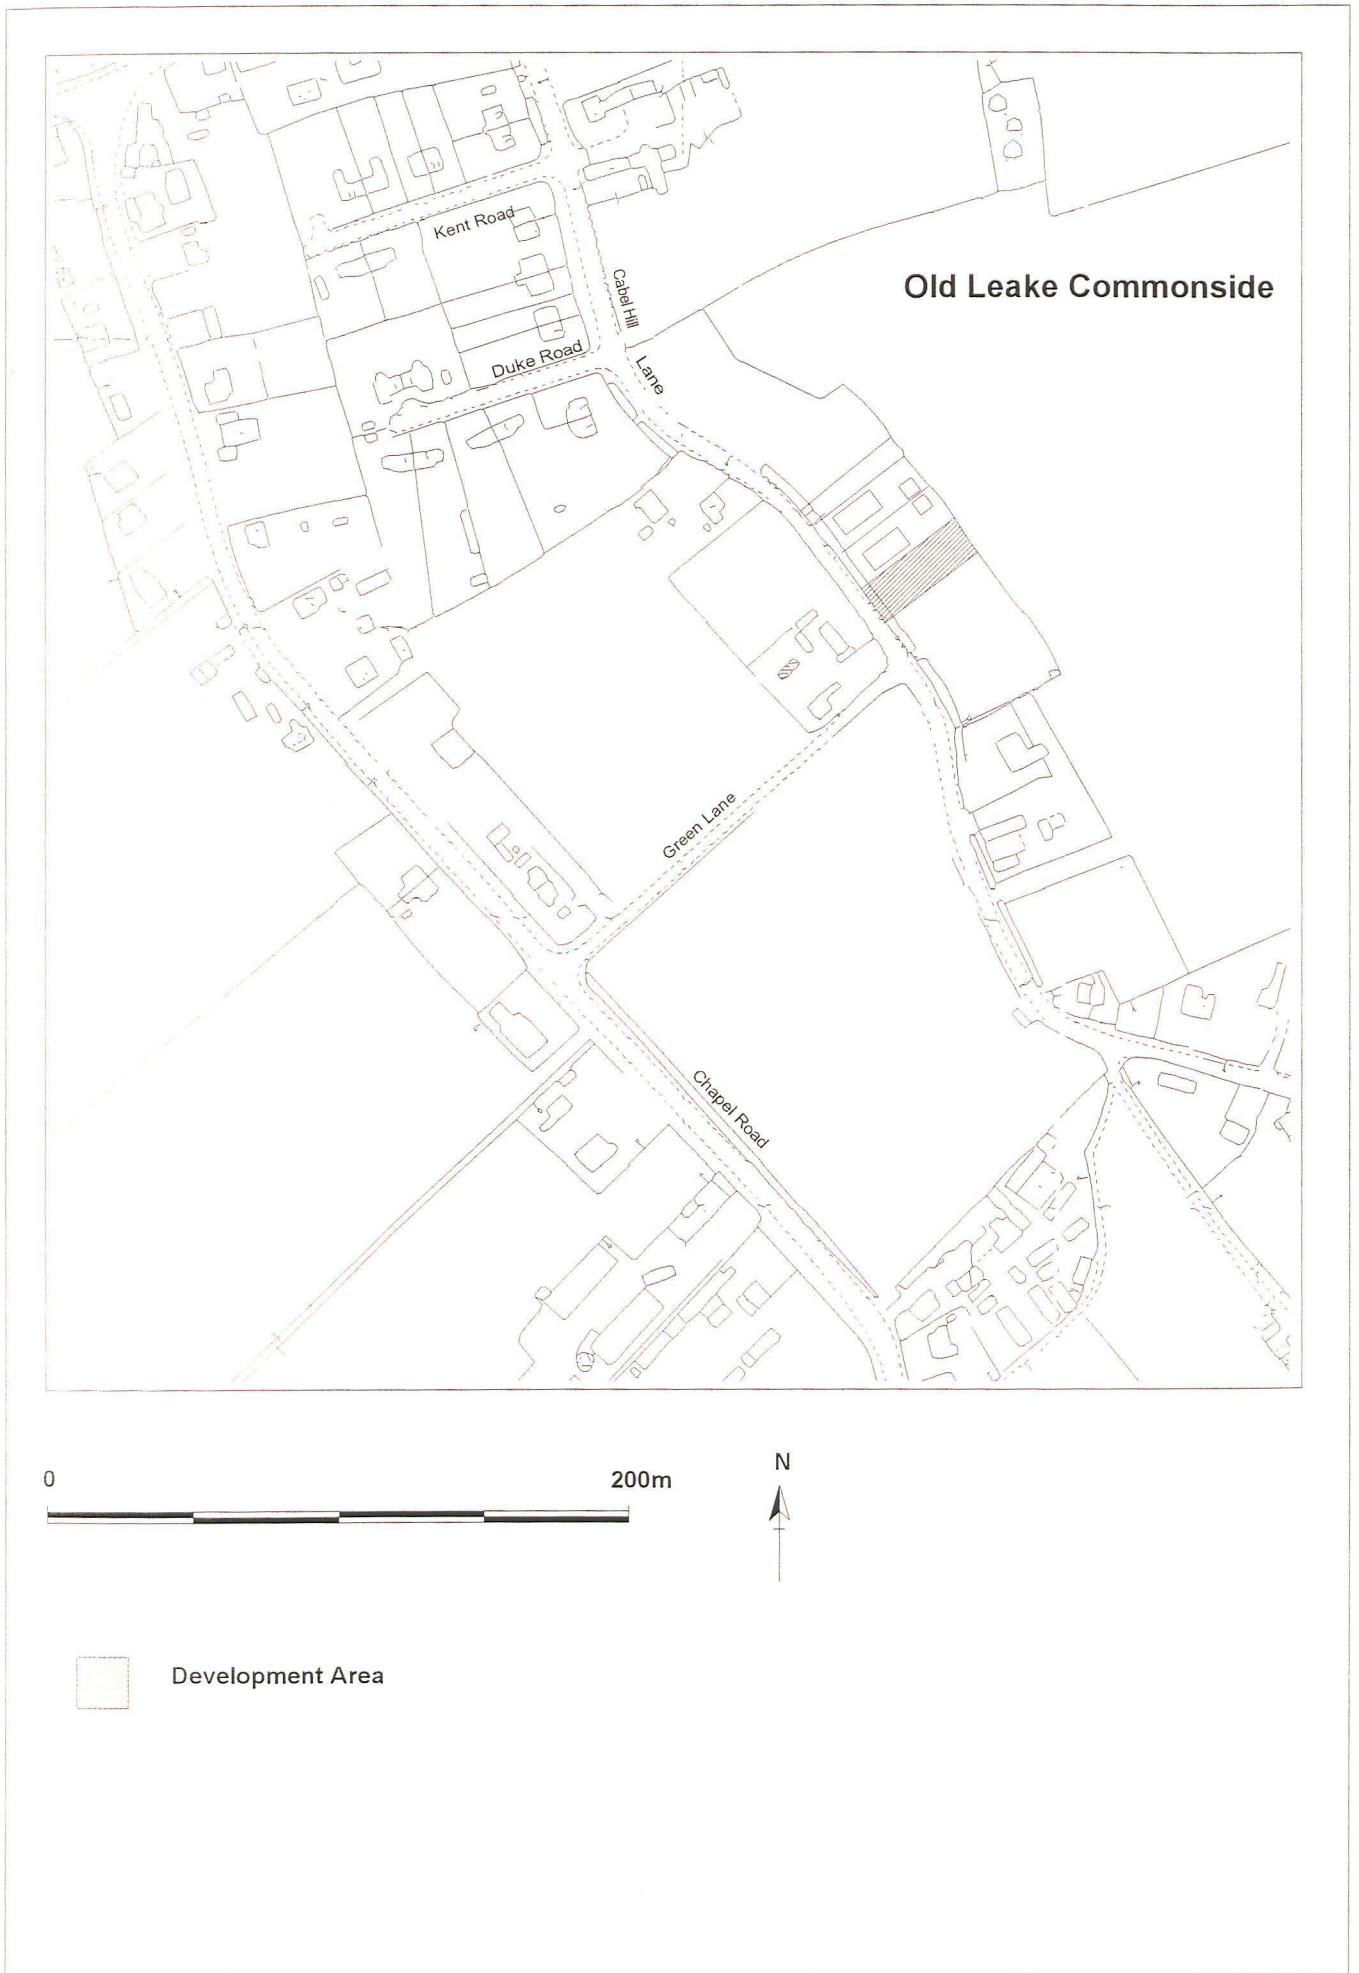 Kent Road
Old Leake Commonside
Cabel Hill
Lane
Duke Road
Green Lane
Chapel Road
0 200m
N
Development Area